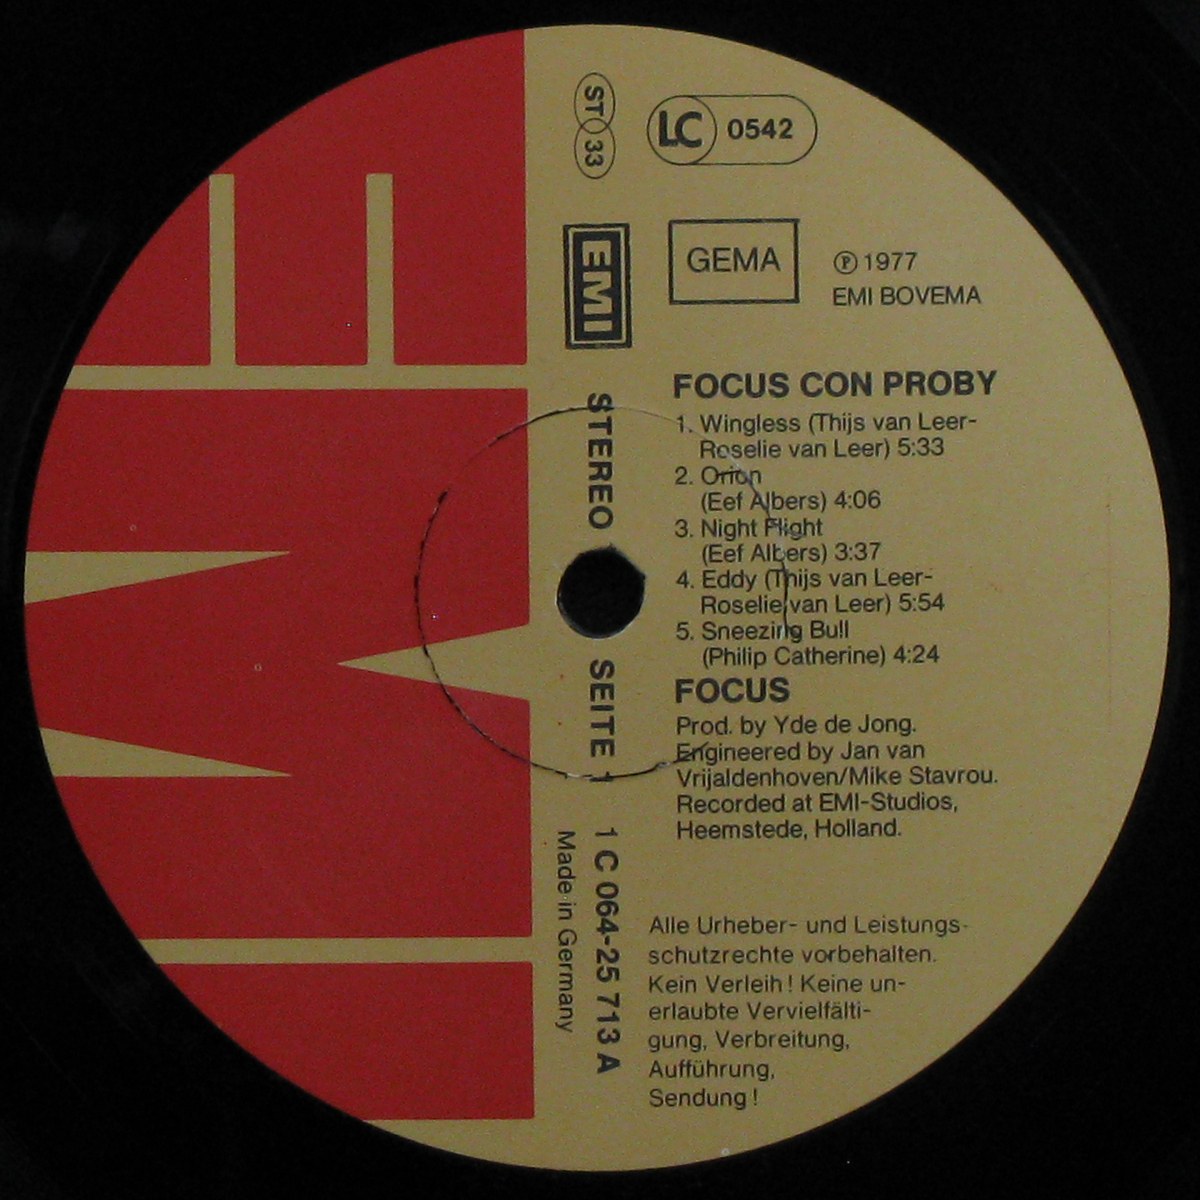 ST 33
LC 0542
EMI
GEMA
℗ 1977
EMI BOVEMA
FOCUS CON PROBY
1. Wingless (Thijs van Leer-
Roselie van Leer) 5:33
2. Orion
(Eef Albers) 4:06
3. Night Flight
(Eef Albers) 3:37
4. Eddy (Thijs van Leer-
Roselie van Leer) 5:54
5. Sneezing Bull
(Philip Catherine) 4:24
FOCUS
Prod. by Yde de Jong.
Engineered by Jan van
Vrijaldenhoven/Mike Stavrou.
Recorded at EMI-Studios,
Heemstede, Holland.
STEREO SEITE 1 1 C 064-25 713 A
Made in Germany
Alle Urheber- und Leistungs-
schutzrechte vorbehalten.
Kein Verleih! Keine un-
erlaubte Vervielfälti-
gung, Verbreitung,
Aufführung,
Sendung!
EMI